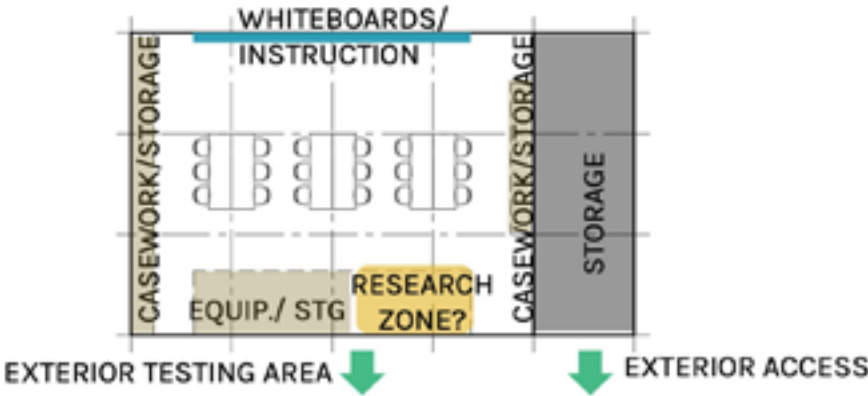 WHITEBOARDS/
INSTRUCTION
CASEWORK/STORAGE
CASEWORK/STORAGE
STORAGE
EQUIP./ STG
RESEARCH
ZONE?
EXTERIOR TESTING AREA
EXTERIOR ACCESS